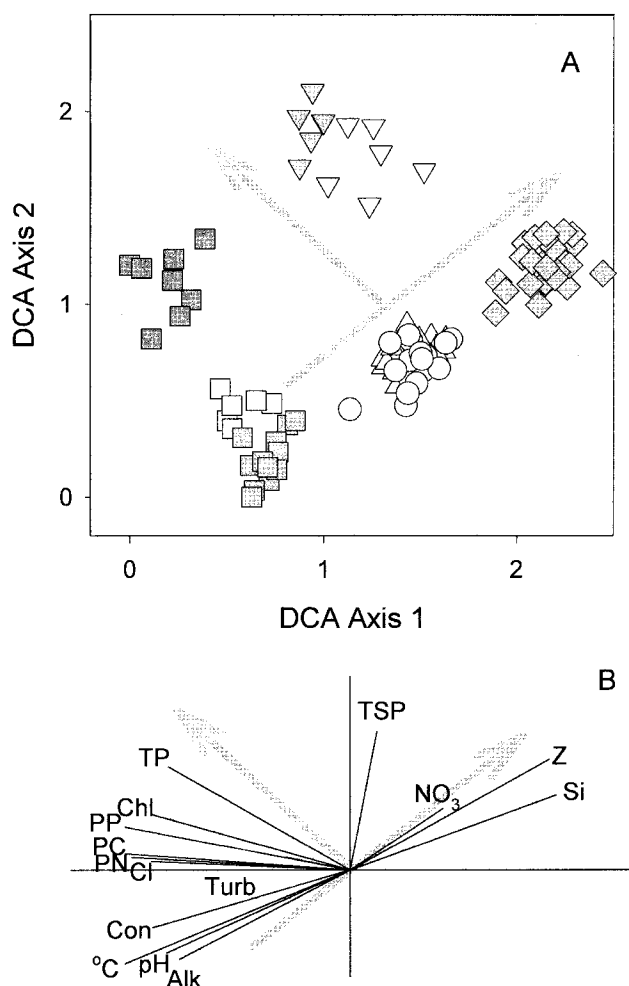 A
2
1
0
DCA Axis 2
0 1 2
DCA Axis 1
B
TSP
TP
Z
NO3
Si
Chl
PP
PC
PN
Cl
Turb
Con
°C
pH
Alk